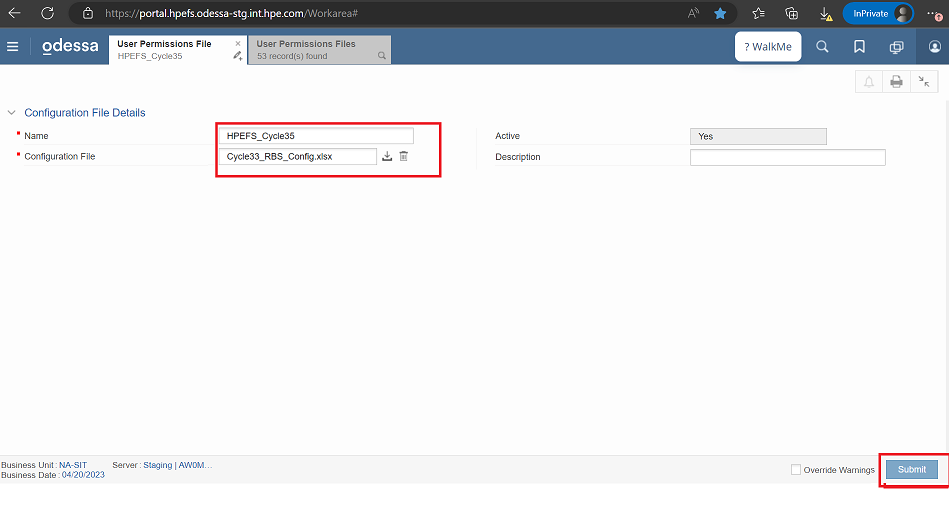 https://portal.hpefs.odessa-stg.int.hpe.com/Workarea#
InPrivate
odessa
User Permissions File
HPEFS_Cycle35
User Permissions Files
53 record(s) found
? WalkMe
Configuration File Details
* Name HPEFS_Cycle35 Active Yes
* Configuration File Cycle33_RBS_Config.xlsx Description
Business Unit : NA-SIT Server : Staging | AW0M...
Business Date : 04/20/2023
Override Warnings Submit